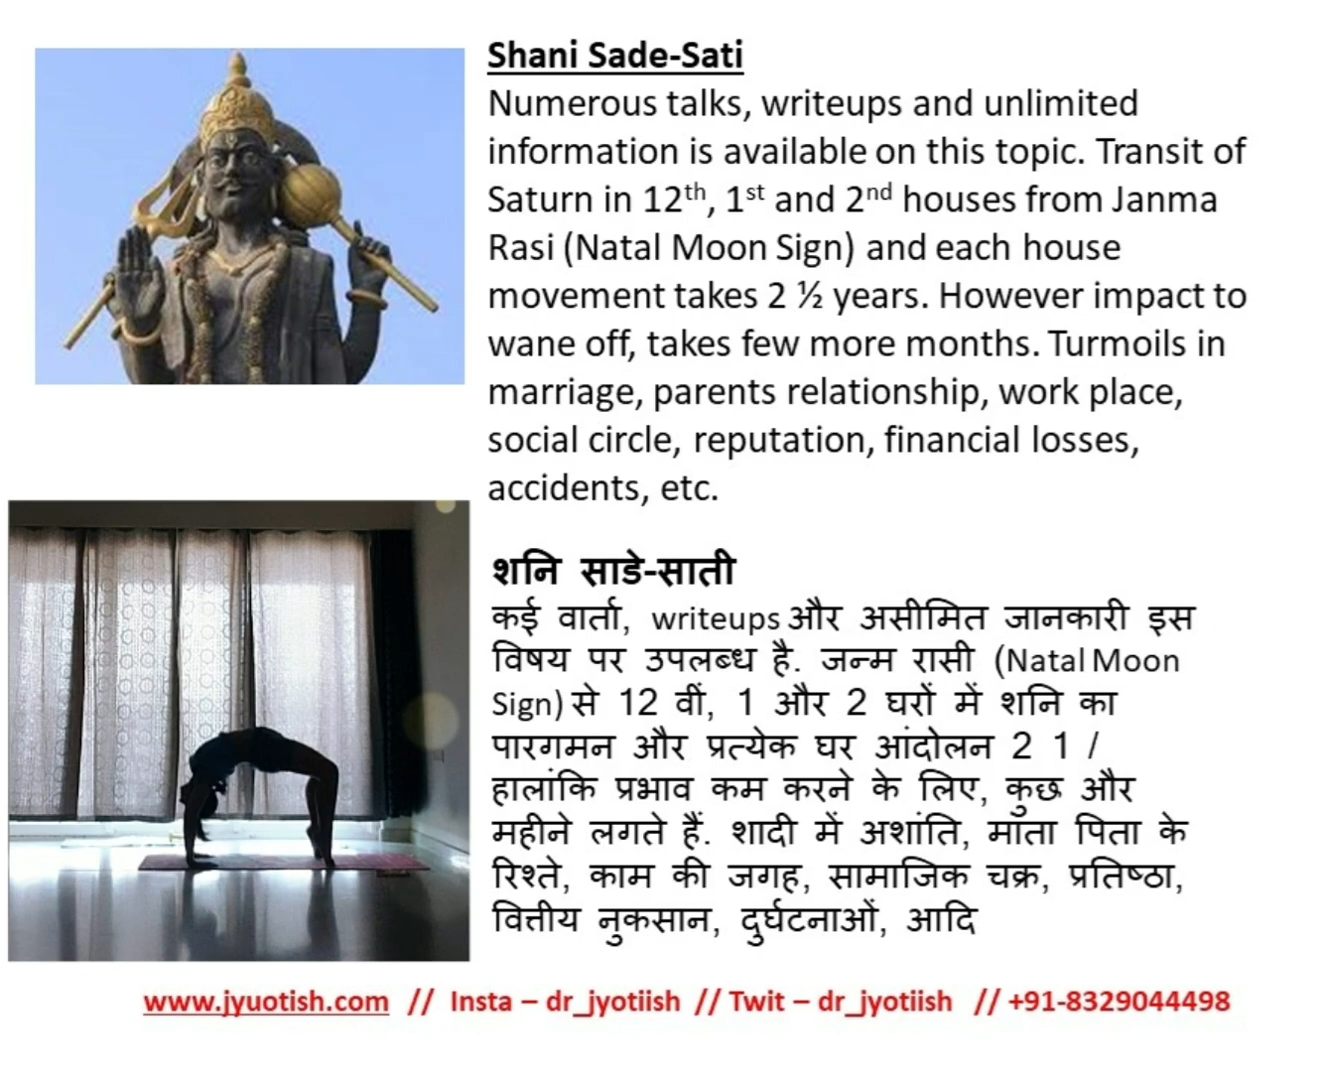 Shani Sade-Sati
Numerous talks, writeups and unlimited
information is available on this topic. Transit of
Saturn in 12th, 1st and 2nd houses from Janma
Rasi (Natal Moon Sign) and each house
movement takes 2 ½ years. However impact to
wane off, takes few more months. Turmoils in
marriage, parents relationship, work place,
social circle, reputation, financial losses,
accidents, etc.
शनि साडे-साती
कई वार्ता, writeups और असीमित जानकारी इस
विषय पर उपलब्ध है. जन्म रासी (Natal Moon
Sign) से 12 वीं, 1 और 2 घरों में शनि का
पारगमन और प्रत्येक घर आंदोलन 2 1 /
हालांकि प्रभाव कम करने के लिए, कुछ और
महीने लगते हैं. शादी में अशांति, माता पिता के
रिश्ते, काम की जगह, सामाजिक चक्र, प्रतिष्ठा,
वित्तीय नुकसान, दुर्घटनाओं, आदि
www.jyuotish.com // Insta – dr_jyotiish // Twit – dr_jyotiish // +91-8329044498